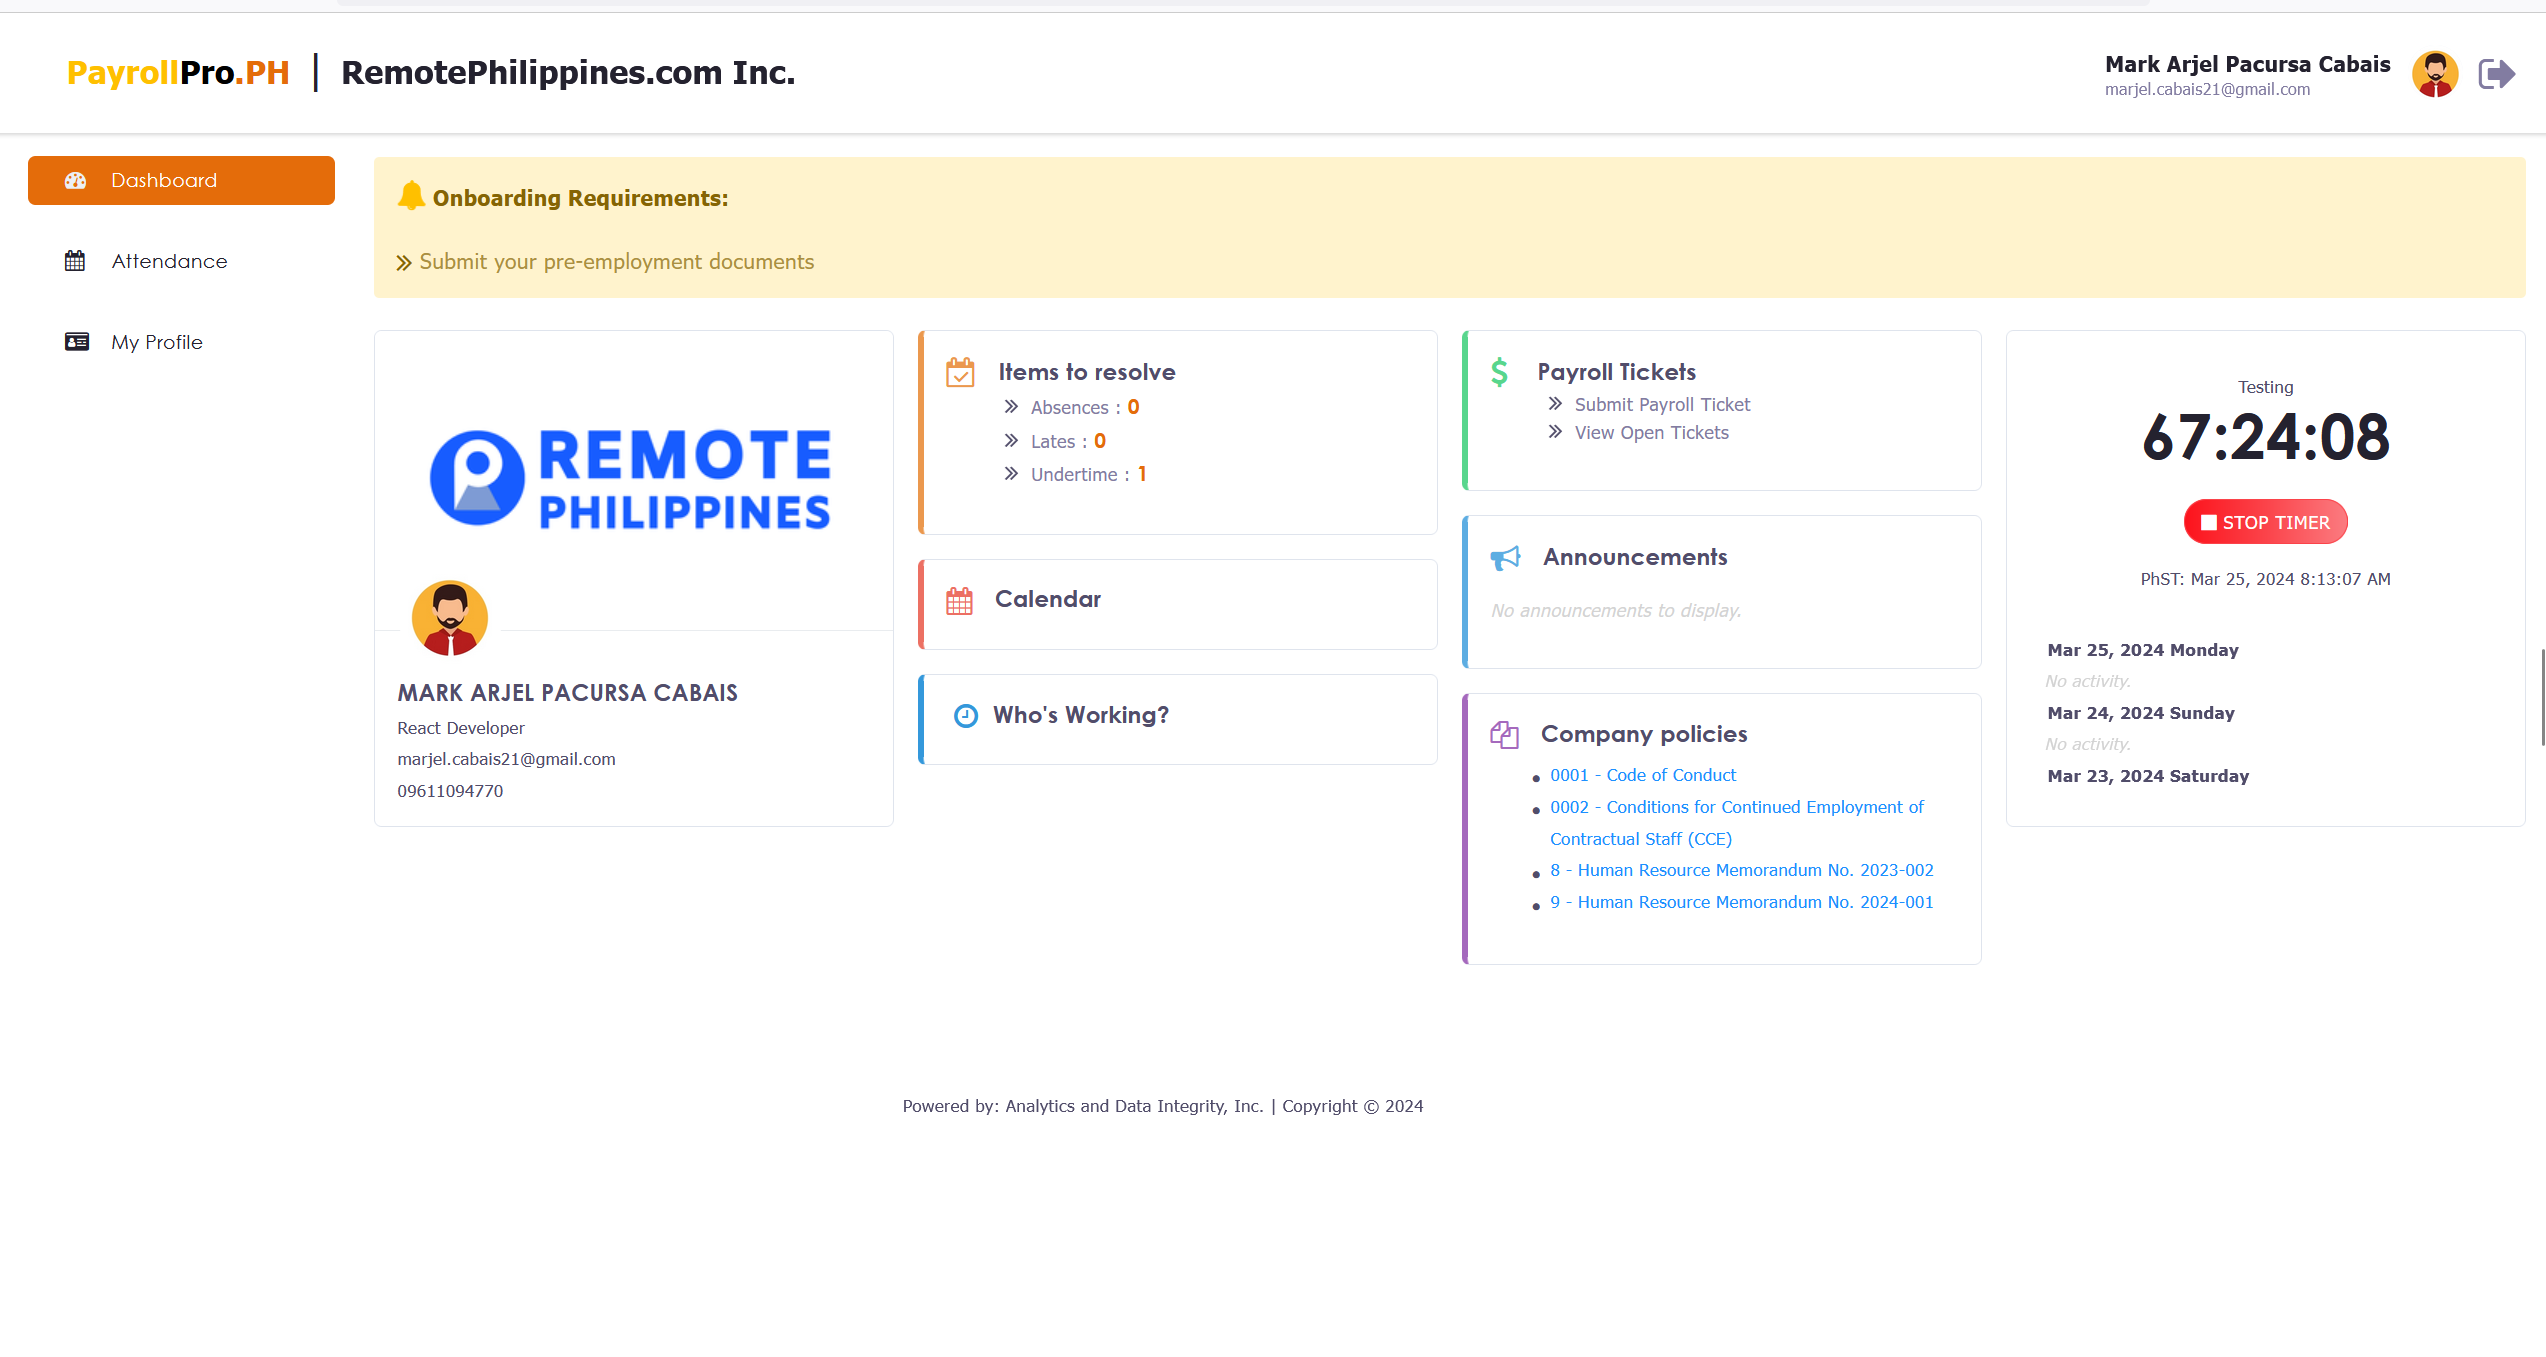 PayrollPro.PH | RemotePhilippines.com Inc.
Mark Arjel Pacursa Cabais
marjel.cabais21@gmail.com
Dashboard
Attendance
My Profile
Onboarding Requirements:
Submit your pre-employment documents
REMOTE
PHILIPPINES
MARK ARJEL PACURSA CABAIS
React Developer
marjel.cabais21@gmail.com
09611094770
Items to resolve
Absences : 0
Lates : 0
Undertime : 1
Calendar
Who's Working?
Payroll Tickets
Submit Payroll Ticket
View Open Tickets
Announcements
No announcements to display.
Company policies
0001 - Code of Conduct
0002 - Conditions for Continued Employment of
Contractual Staff (CCE)
8 - Human Resource Memorandum No. 2023-002
9 - Human Resource Memorandum No. 2024-001
Testing
67:24:08
STOP TIMER
PhST: Mar 25, 2024 8:13:07 AM
Mar 25, 2024 Monday
No activity.
Mar 24, 2024 Sunday
No activity.
Mar 23, 2024 Saturday
Powered by: Analytics and Data Integrity, Inc. | Copyright © 2024